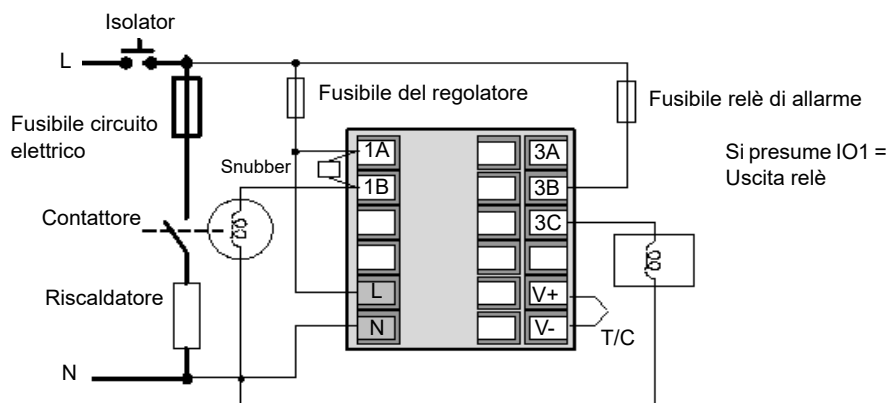 Isolator
L
Fusibile circuito
elettrico
Fusibile del regolatore
Fusibile relè di allarme
Si presume IO1 =
Uscita relè
Snubber
1A
3A
1B
3B
Contattore
3C
Riscaldatore
L
V+
N
V-
T/C
N